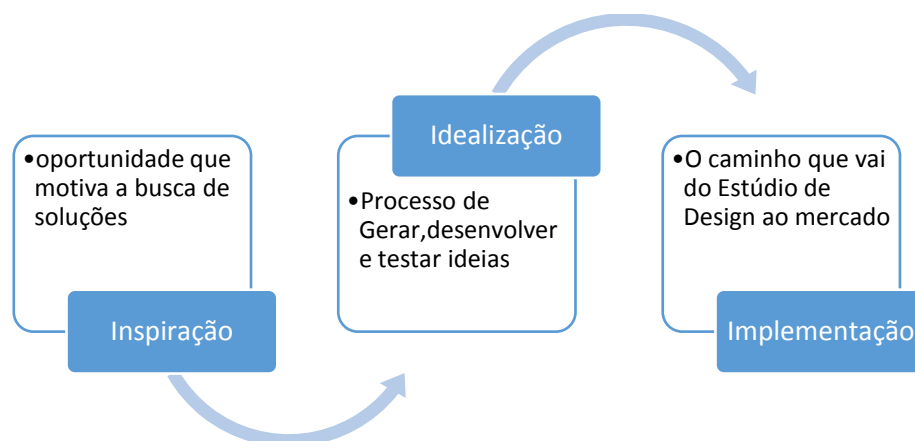 •oportunidade que
motiva a busca de
soluções
Inspiração
Idealização
•Processo de
Gerar,desenvolver
e testar ideias
•O caminho que vai
do Estúdio de
Design ao mercado
Implementação